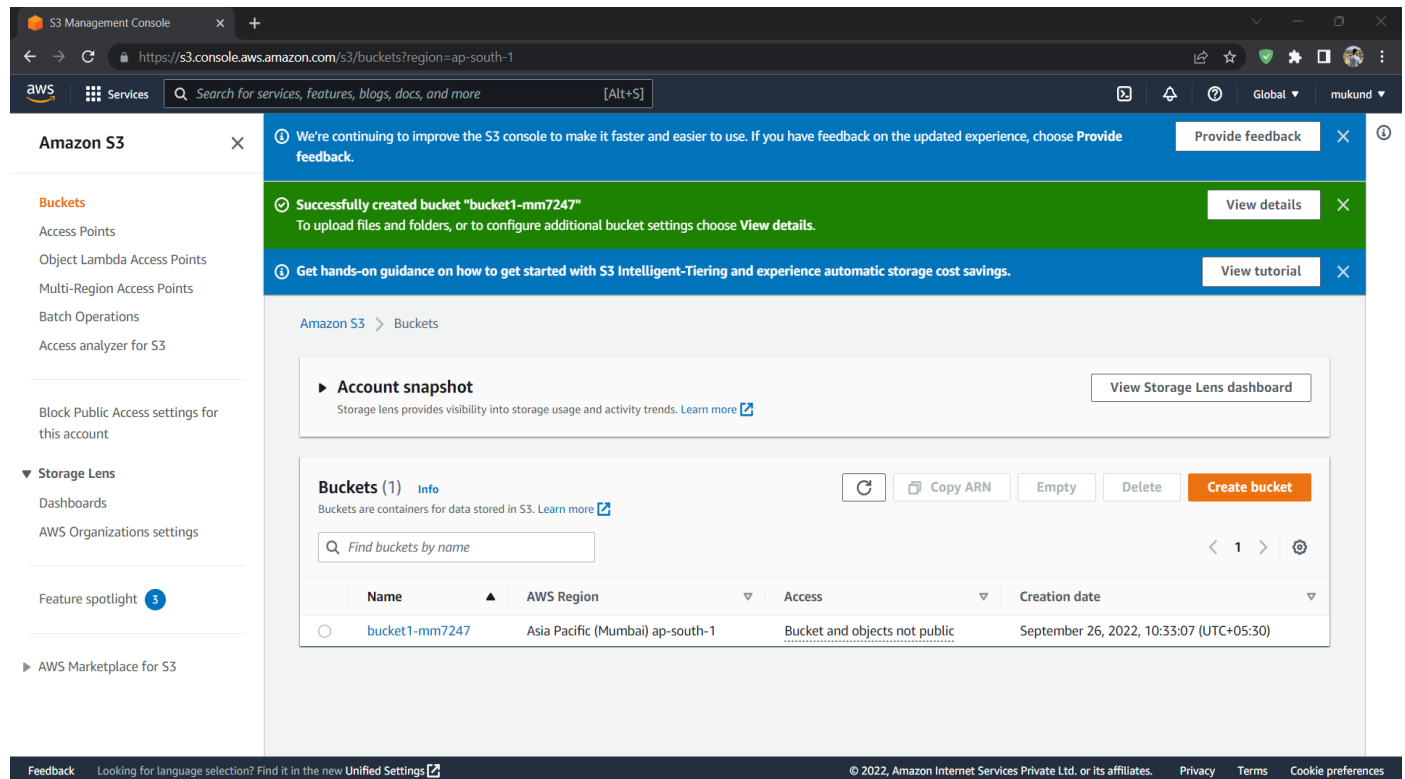 S3 Management Console
https://s3.console.aws.amazon.com/s3/buckets?region=ap-south-1
aws
Services
Search for services, features, blogs, docs, and more
[Alt+S]
Global
mukund
Amazon S3
Buckets
Access Points
Object Lambda Access Points
Multi-Region Access Points
Batch Operations
Access analyzer for S3
Block Public Access settings for
this account
Storage Lens
Dashboards
AWS Organizations settings
Feature spotlight 3
AWS Marketplace for S3
We're continuing to improve the S3 console to make it faster and easier to use. If you have feedback on the updated experience, choose Provide
feedback.
Provide feedback
Successfully created bucket "bucket1-mm7247"
To upload files and folders, or to configure additional bucket settings choose View details.
View details
Get hands-on guidance on how to get started with S3 Intelligent-Tiering and experience automatic storage cost savings.
View tutorial
Amazon S3 > Buckets
Account snapshot
Storage lens provides visibility into storage usage and activity trends. Learn more
View Storage Lens dashboard
Buckets (1) Info
Buckets are containers for data stored in S3. Learn more
Copy ARN
Empty
Delete
Create bucket
Find buckets by name
1
Name AWS Region Access Creation date
bucket1-mm7247 Asia Pacific (Mumbai) ap-south-1 Bucket and objects not public September 26, 2022, 10:33:07 (UTC+05:30)
Feedback Looking for language selection? Find it in the new Unified Settings
© 2022, Amazon Internet Services Private Ltd. or its affiliates. Privacy Terms Cookie preferences